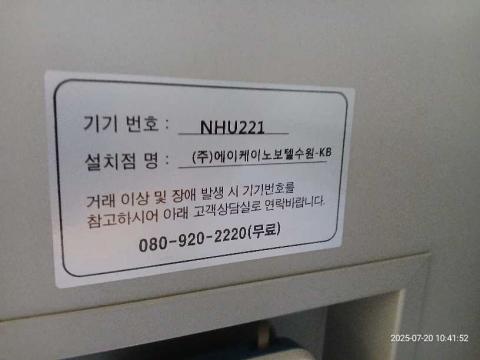 기기 번호 : NHU221
설치점 명 : (주)에이케이노보텔수원-KB
거래 이상 및 장애 발생 시 기기번호를
참고하시어 아래 고객상담실로 연락바랍니다.
080-920-2220(무료)
2025-07-20 10:41:52